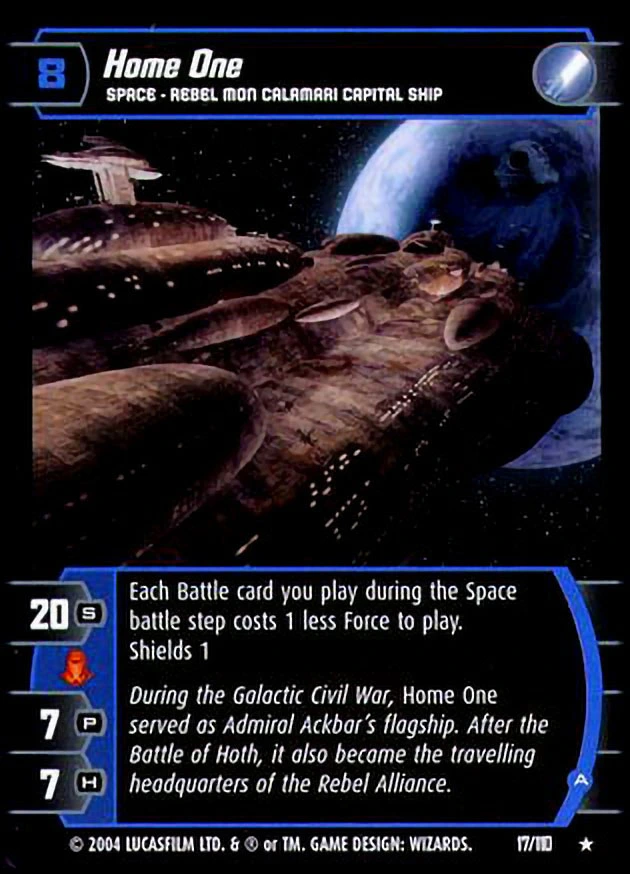 8
Home One
SPACE - REBEL MON CALAMARI CAPITAL SHIP
Each Battle card you play during the Space
battle step costs 1 less Force to play.
Shields 1
20 S
7 P
7 H
During the Galactic Civil War, Home One
served as Admiral Ackbar's flagship. After the
Battle of Hoth, it also became the travelling
headquarters of the Rebel Alliance.
A
© 2004 LUCASFILM LTD. & ® or TM. GAME DESIGN: WIZARDS.
17/110